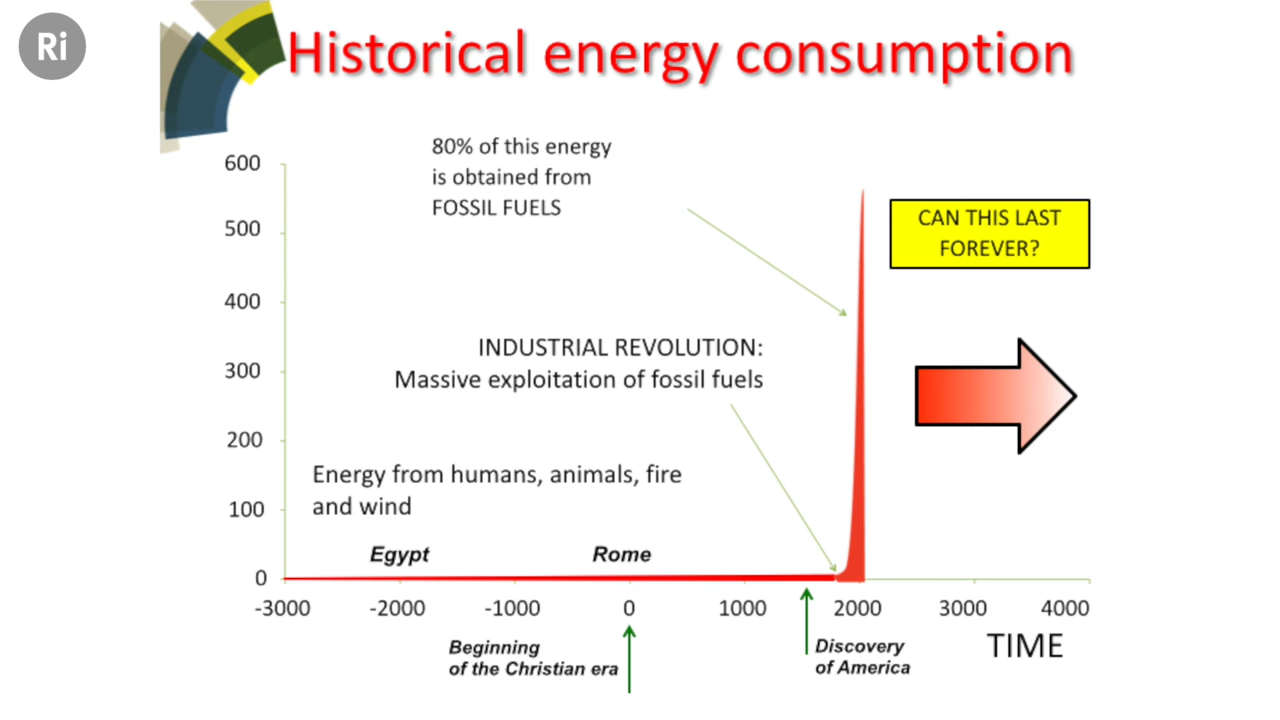 Ri
Historical energy consumption
80% of this energy
is obtained from
FOSSIL FUELS
CAN THIS LAST
FOREVER?
INDUSTRIAL REVOLUTION:
Massive exploitation of fossil fuels
Energy from humans, animals, fire
and wind
Egypt
Rome
600
500
400
300
200
100
0
-3000 -2000 -1000 0 1000 2000 3000 4000
TIME
Beginning
of the Christian era
Discovery
of America